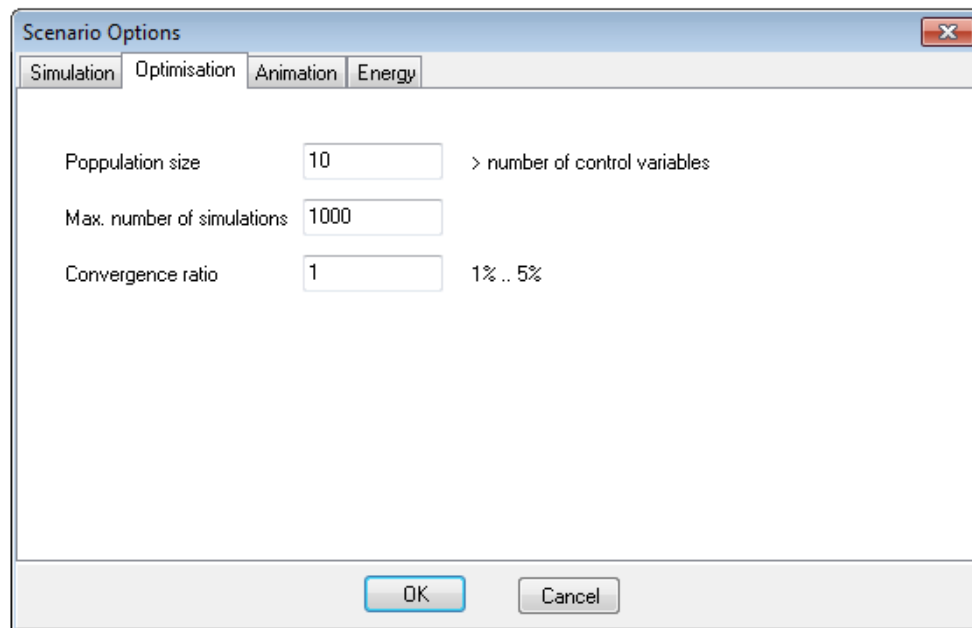 Scenario Options
Simulation Optimisation Animation Energy
Poppulation size 10 > number of control variables
Max. number of simulations 1000
Convergence ratio 1 1% .. 5%
OK Cancel